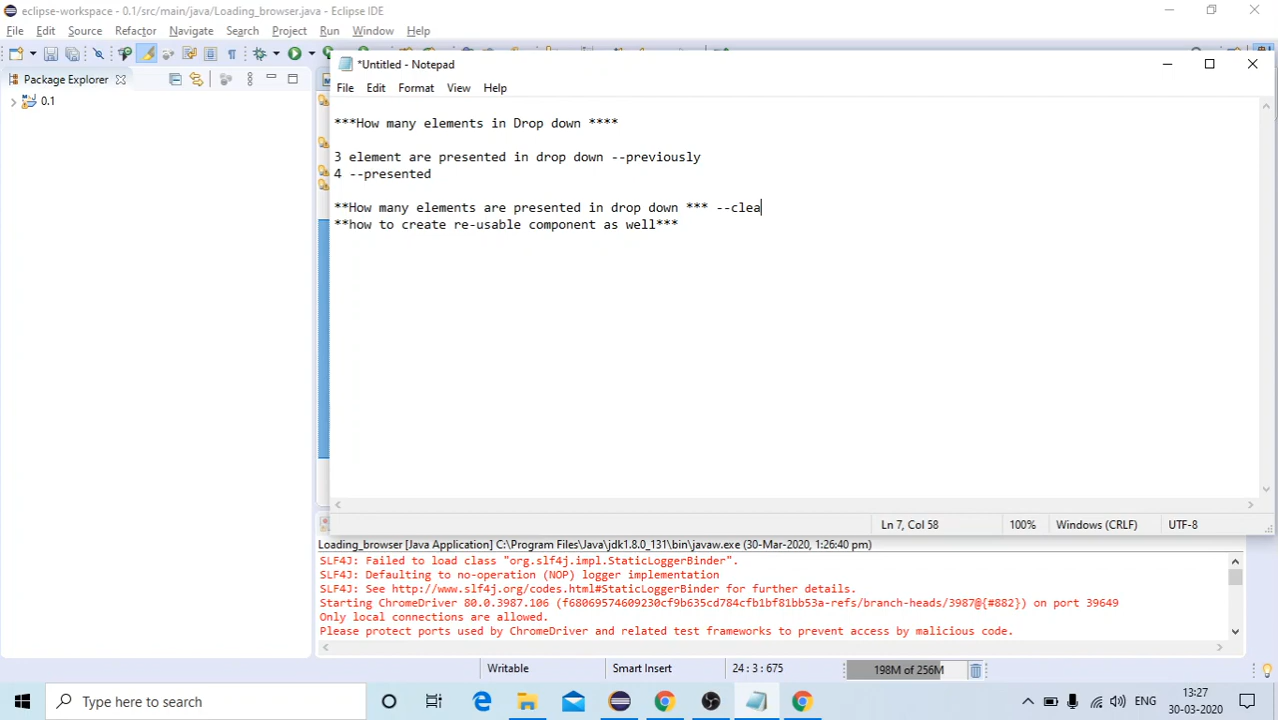 eclipse-workspace - 0.1/src/main/java/Loading_browser.java - Eclipse IDE
File Edit Source Refactor Navigate Search Project Run Window Help
*Untitled - Notepad
Package Explorer
File Edit Format View Help
0.1
***How many elements in Drop down ****
3 element are presented in drop down --previously
4 --presented
**How many elements are presented in drop down *** --clea
**how to create re-usable component as well***
Ln 7, Col 58 100% Windows (CRLF) UTF-8
Loading_browser [Java Application] C:\Program Files\Java\jdk1.8.0_131\bin\javaw.exe (30-Mar-2020, 1:26:40 pm)
SLF4J: Failed to load class "org.slf4j.impl.StaticLoggerBinder".
SLF4J: Defaulting to no-operation (NOP) logger implementation
SLF4J: See http://www.slf4j.org/codes.html#StaticLoggerBinder for further details.
Starting ChromeDriver 80.0.3987.106 (f68069574609230cf9b635cd784cfb1bf81bb53a-refs/branch-heads/3987@{#882}) on port 39649
Only local connections are allowed.
Please protect ports used by ChromeDriver and related test frameworks to prevent access by malicious code.
Writable Smart Insert 24 : 3 : 675 198M of 256M
Type here to search
ENG
13:27
30-03-2020